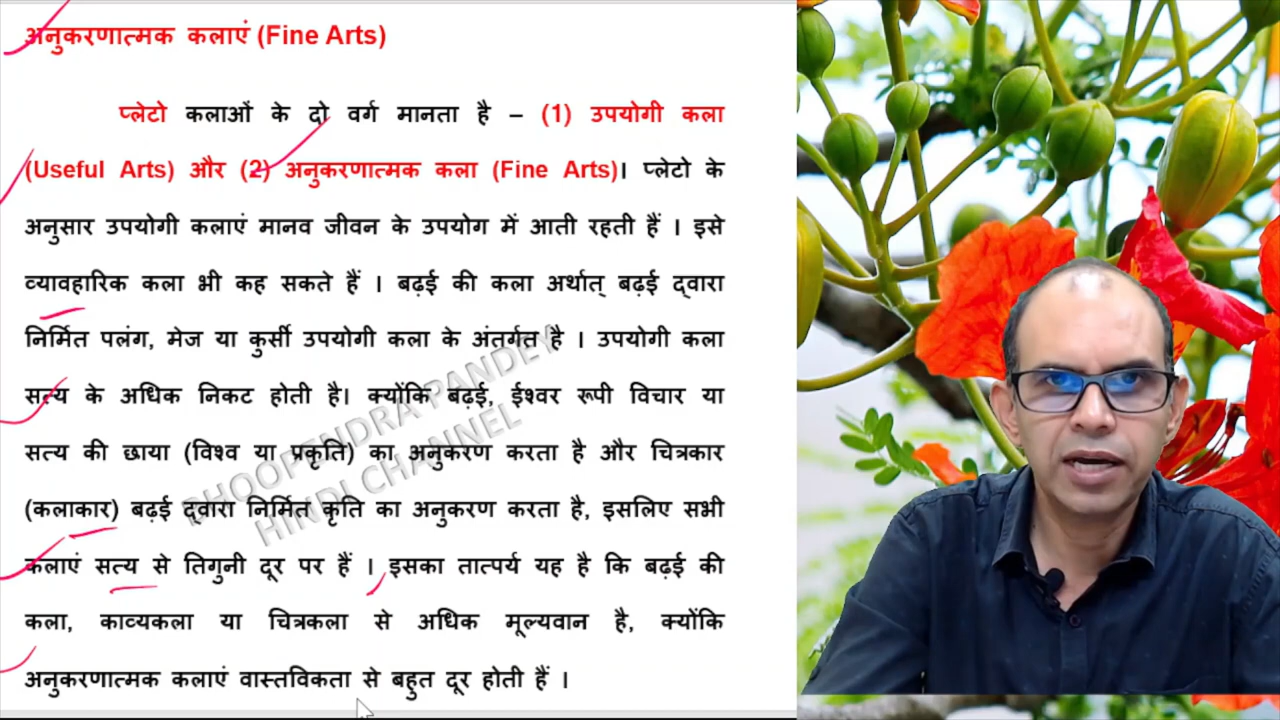 अनुकरणात्मक कलाएं (Fine Arts)
प्लेटो कलाओं के दो वर्ग मानता है – (1) उपयोगी कला
(Useful Arts) और (2) अनुकरणात्मक कला (Fine Arts)। प्लेटो के
अनुसार उपयोगी कलाएं मानव जीवन के उपयोग में आती रहती हैं । इसे
व्यावहारिक कला भी कह सकते हैं । बढ़ई की कला अर्थात् बढ़ई द्वारा
निर्मित पलंग, मेज या कुर्सी उपयोगी कला के अंतर्गत है । उपयोगी कला
सत्य के अधिक निकट होती है। क्योंकि बढ़ई, ईश्वर रूपी विचार या
सत्य की छाया (विश्व या प्रकृति) का अनुकरण करता है और चित्रकार
(कलाकार) बढ़ई द्वारा निर्मित कृति का अनुकरण करता है, इसलिए सभी
कलाएं सत्य से तिगुनी दूर पर हैं । इसका तात्पर्य यह है कि बढ़ई की
कला, काव्यकला या चित्रकला से अधिक मूल्यवान है, क्योंकि
अनुकरणात्मक कलाएं वास्तविकता से बहुत दूर होती हैं ।
BHOOPENDRA PANDEY
HINDI CHANNEL